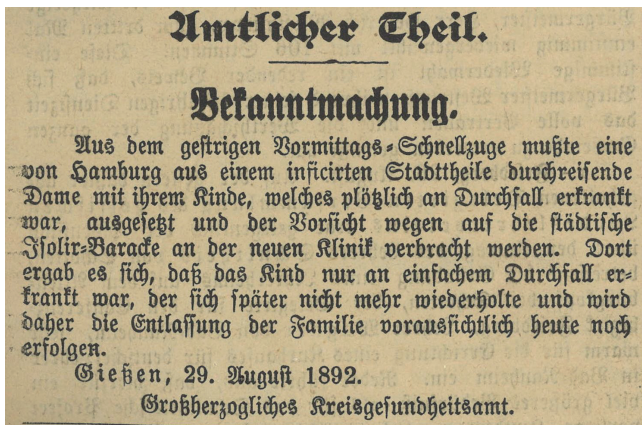 Amtlicher Theil.
Bekanntmachung.
Aus dem gestrigen Vormittags-Schnellzuge mußte eine
von Hamburg aus einem inficirten Stadttheile durchreisende
Dame mit ihrem Kinde, welches plötzlich an Durchfall erkrankt
war, ausgesetzt und der Vorsicht wegen auf die städtische
Isolir-Baracke an der neuen Klinik verbracht werden. Dort
ergab es sich, daß das Kind nur an einfachem Durchfall er-
krankt war, der sich später nicht mehr wiederholte und wird
daher die Entlassung der Familie voraussichtlich heute noch
erfolgen.
Gießen, 29. August 1892.
Großherzogliches Kreisgesundheitsamt.